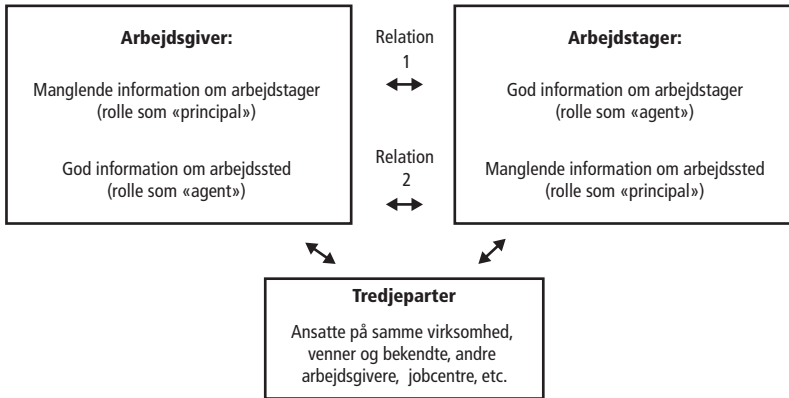 Arbejdsgiver:
Manglende information om arbejdstager
(rolle som «principal»)
God information om arbejdssted
(rolle som «agent»)
Relation
1
Relation
2
Arbejdstager:
God information om arbejdstager
(rolle som «agent»)
Manglende information om arbejdssted
(rolle som «principal»)
Tredjeparter
Ansatte på samme virksomhed,
venner og bekendte, andre
arbejdsgivere, jobcentre, etc.